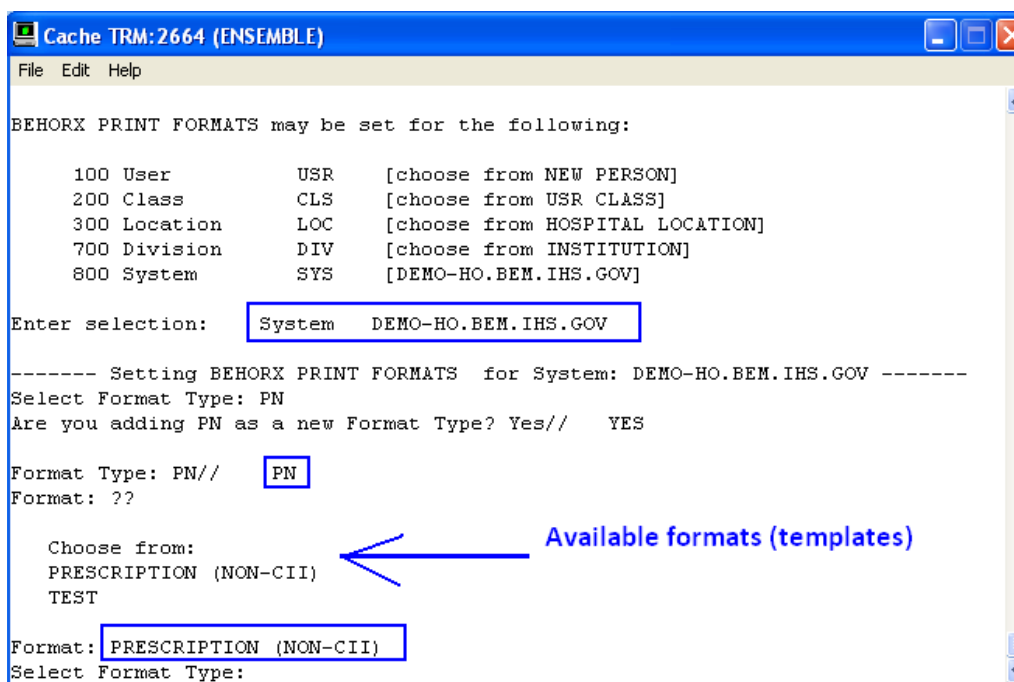 Cache TRM:2664 (ENSEMBLE)
File Edit Help
BEHORX PRINT FORMATS may be set for the following:
100 User USR [choose from NEW PERSON]
200 Class CLS [choose from USR CLASS]
300 Location LOC [choose from HOSPITAL LOCATION]
700 Division DIV [choose from INSTITUTION]
800 System SYS [DEMO-HO.BEM.IHS.GOV]
Enter selection: System DEMO-HO.BEM.IHS.GOV
------- Setting BEHORX PRINT FORMATS for System: DEMO-HO.BEM.IHS.GOV -------
Select Format Type: PN
Are you adding PN as a new Format Type? Yes// YES
Format Type: PN// PN
Format: ??
Available formats (templates)
Choose from:
PRESCRIPTION (NON-CII)
TEST
Format: PRESCRIPTION (NON-CII)
Select Format Type: